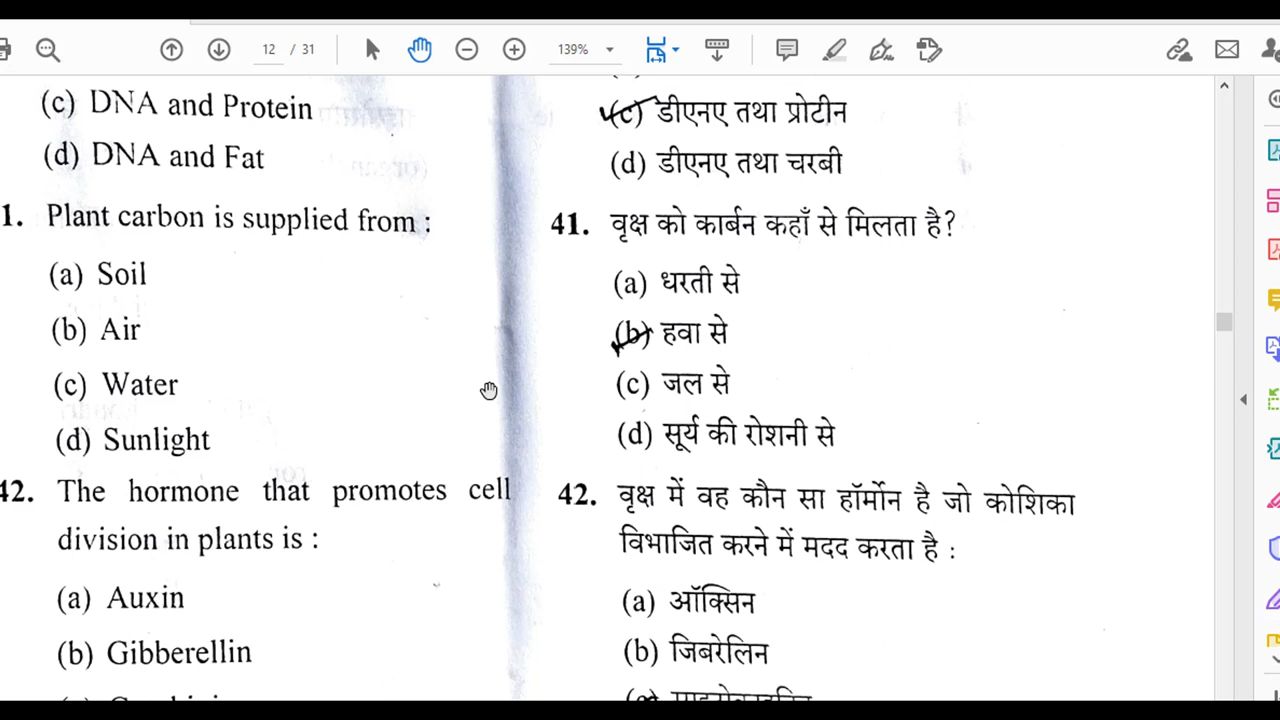 12 / 31
139%
(c) DNA and Protein
(d) DNA and Fat
1. Plant carbon is supplied from :
(a) Soil
(b) Air
(c) Water
(d) Sunlight
42. The hormone that promotes cell
division in plants is :
(a) Auxin
(b) Gibberellin
(c) डीएनए तथा प्रोटीन
(d) डीएनए तथा चरबी
41. वृक्ष को कार्बन कहाँ से मिलता है?
(a) धरती से
(b) हवा से
(c) जल से
(d) सूर्य की रोशनी से
42. वृक्ष में वह कौन सा हॉर्मोन है जो कोशिका
विभाजित करने में मदद करता है :
(a) ऑक्सिन
(b) जिबरेलिन